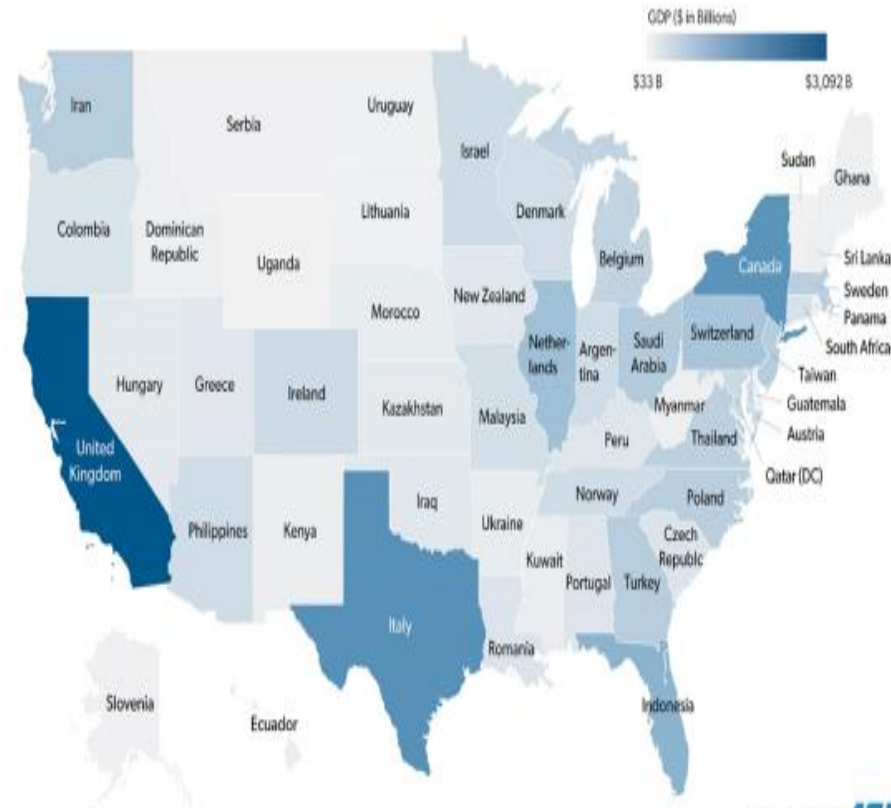 GDP ($ in Billions)
$33 B
$3,092 B
Iran
Serbia
Uruguay
Israel
Sudan
Ghana
Colombia
Dominican
Republic
Lithuania
Denmark
Uganda
Belgium
Canada
Sri Lanka
New Zealand
Sweden
Morocco
Panama
Switzerland
South Africa
Nether-
lands
Argen-
tina
Saudi
Arabia
Hungary
Greece
Ireland
Taiwan
Kazakhstan
Malaysia
Myanmar
Guatemala
United
Kingdom
Peru
Thailand
Austria
Qatar (DC)
Philippines
Kenya
Iraq
Norway
Poland
Ukraine
Czech
Republic
Kuwait
Portugal
Turkey
Italy
Romania
Slovenia
Ecuador
Indonesia